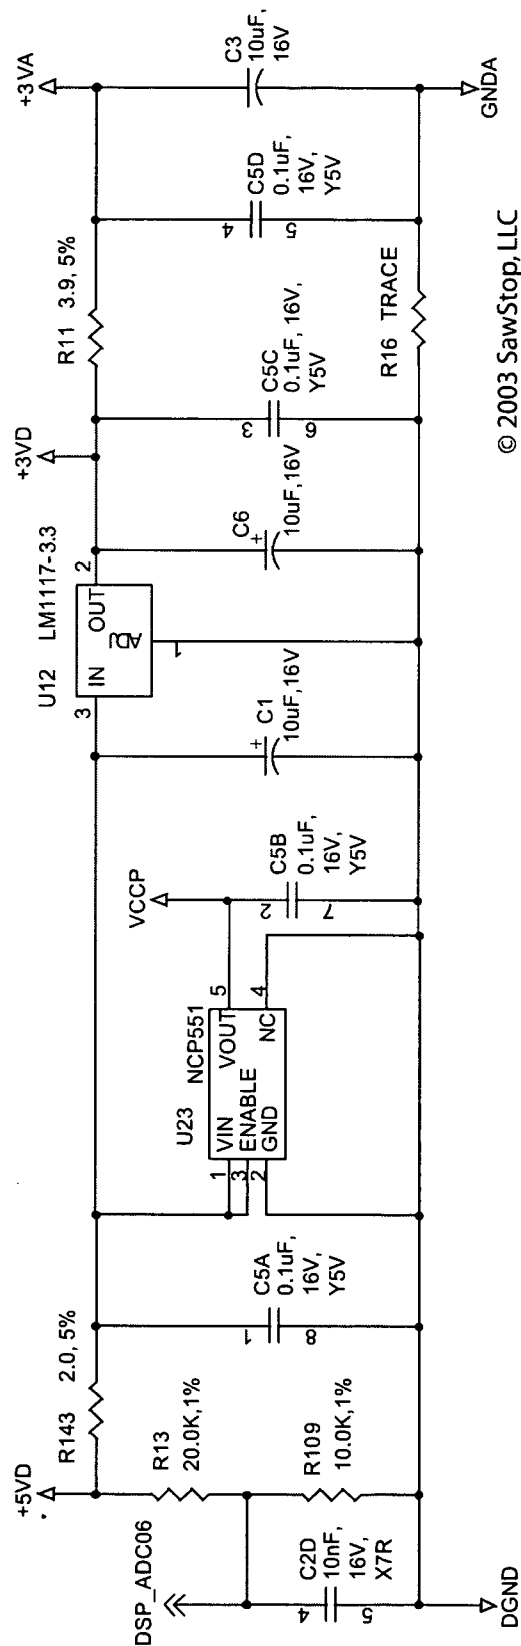 +5VD
R143 2.0, 5%
DSP_ADC06
R13
20.0K,1%
R109
10.0K,1%
C2D
10nF,
16V,
X7R
4
5
DGND
C5A
0.1uF,
16V,
Y5V
1
8
U23 NCP551
1
3
2
VIN
ENABLE
GND
VOUT
NC
5
4
VCCP
C5B
0.1uF,
16V,
Y5V
2
7
C1
10uF,16V
+
U12 LM1117-3.3
3
IN OUT
ADJ
2
1
C6
10uF,16V
+
+3VD
C5C
0.1uF, 16V,
Y5V
3
6
R11 3.9, 5%
R16 TRACE
C5D
0.1uF,
16V,
Y5V
4
5
+3VA
C3
10uF,
16V
GNDA
© 2003 SawStop, LLC